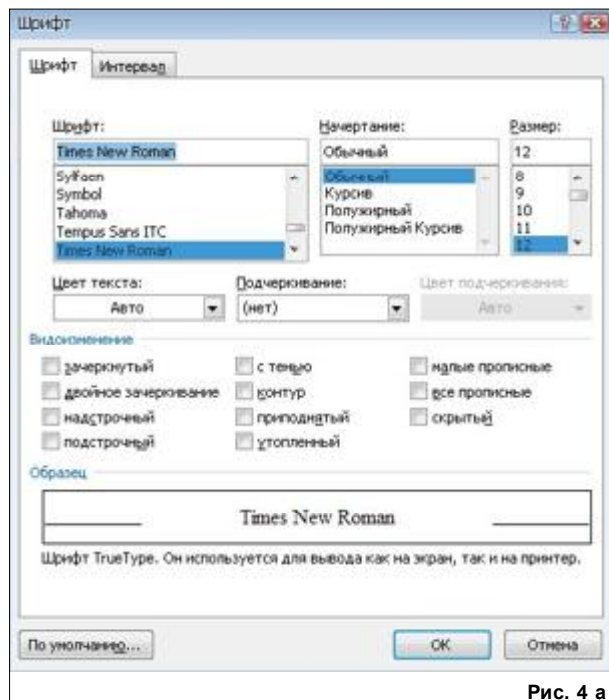 Шрифт
Шрифт Интервал
Шрифт: Начертание: Размер:
Times New Roman Обычный 12
Sylfaen Обычный 8
Symbol Курсив 9
Tahoma Полужирный 10
Tempus Sans ITC Полужирный Курсив 11
Times New Roman 12
Цвет текста: Подчеркивание: Цвет подчеркивания:
Авто (нет) Авто
Видоизменение
зачеркнутый с тенью малые прописные
двойное зачеркивание контур все прописные
надстрочный приподнятый скрытый
подстрочный утопленный
Образец
Times New Roman
Шрифт TrueType. Он используется для вывода как на экран, так и на принтер.
По умолчанию... ОК Отмена
Рис. 4 а